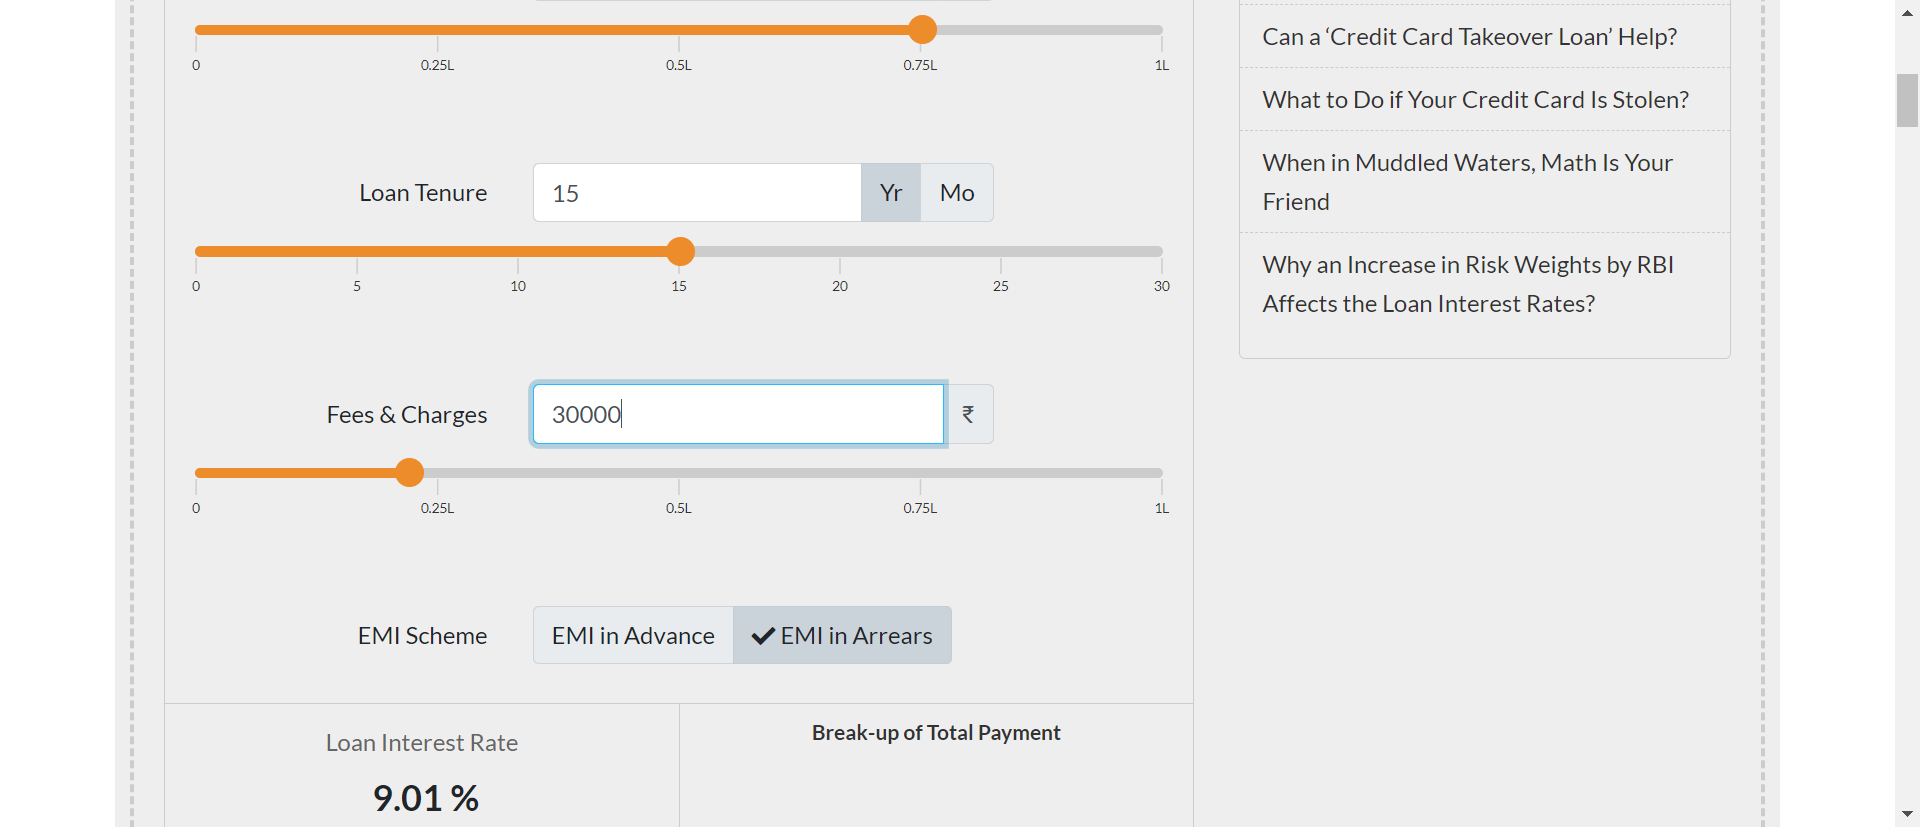 0 0.25L 0.5L 0.75L 1L
Loan Tenure 15 Yr Mo
0 5 10 15 20 25 30
Fees & Charges 30000 ₹
0 0.25L 0.5L 0.75L 1L
EMI Scheme EMI in Advance EMI in Arrears
Loan Interest Rate
9.01 %
Break-up of Total Payment
Can a ‘Credit Card Takeover Loan’ Help?
What to Do if Your Credit Card Is Stolen?
When in Muddled Waters, Math Is Your
Friend
Why an Increase in Risk Weights by RBI
Affects the Loan Interest Rates?